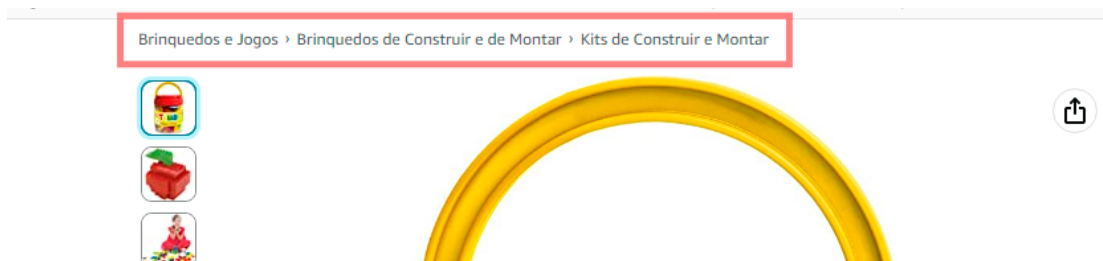 Brinquedos e Jogos › Brinquedos de Construir e de Montar › Kits de Construir e Montar